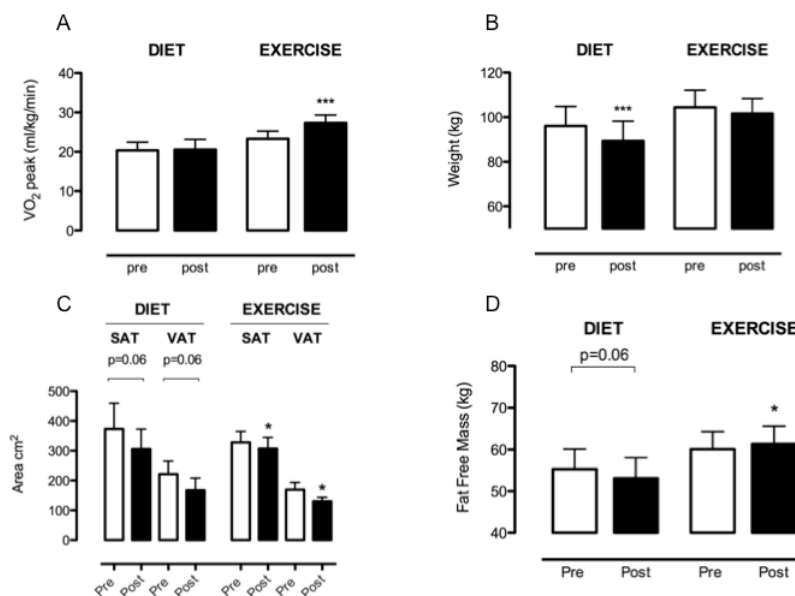 A
DIET EXERCISE
VO2 peak (ml/kg/min)
40
30
20
10
0
***
pre post pre post
B
DIET EXERCISE
Weight (kg)
120
100
80
60
***
pre post pre post
C
DIET EXERCISE
SAT VAT SAT VAT
p=0.06 p=0.06
Area cm2
500
400
300
200
100
0
*
*
Pre Post Pre Post Pre Post Pre Post
D
DIET EXERCISE
p=0.06
Fat Free Mass (kg)
80
70
60
50
40
*
Pre Post Pre Post